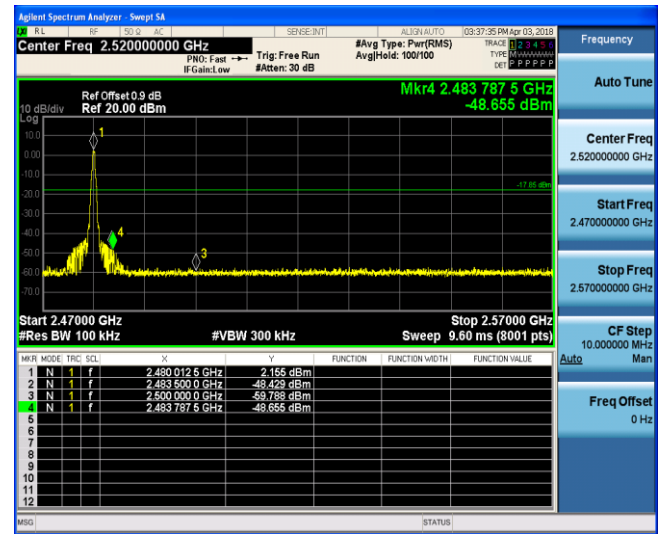 Agilent Spectrum Analyzer - Swept SA
RL RF 50 Ω AC SENSE:INT ALIGN AUTO 03:37:35 PM Apr 03, 2018
Center Freq 2.520000000 GHz
PNO: Fast
IFGain:Low
Trig: Free Run
#Atten: 30 dB
#Avg Type: Pwr(RMS)
Avg|Hold: 100/100
TRACE 1 2 3 4 5 6
TYPE M
DET P P P P P P
Frequency
Auto Tune
Center Freq
2.520000000 GHz
Start Freq
2.470000000 GHz
Stop Freq
2.570000000 GHz
CF Step
10.000000 MHz
Auto Man
Freq Offset
0 Hz
Mkr4 2.483 787 5 GHz
-48.655 dBm
Ref Offset 0.9 dB
10 dB/div Ref 20.00 dBm
Log
10.0
0.00
-10.0
-20.0
-30.0
-40.0
-50.0
-60.0
-70.0
1
-17.85 dBm
4
3
Start 2.47000 GHz Stop 2.57000 GHz
#Res BW 100 kHz #VBW 300 kHz Sweep 9.60 ms (8001 pts)
MKR MODE TRC SCL X Y FUNCTION FUNCTION WIDTH FUNCTION VALUE
1 N 1 f 2.480 012 5 GHz 2.155 dBm
2 N 1 f 2.483 500 0 GHz -48.429 dBm
3 N 1 f 2.500 000 0 GHz -59.788 dBm
4 N 1 f 2.483 787 5 GHz -48.655 dBm
5
6
7
8
9
10
11
12
MSG STATUS